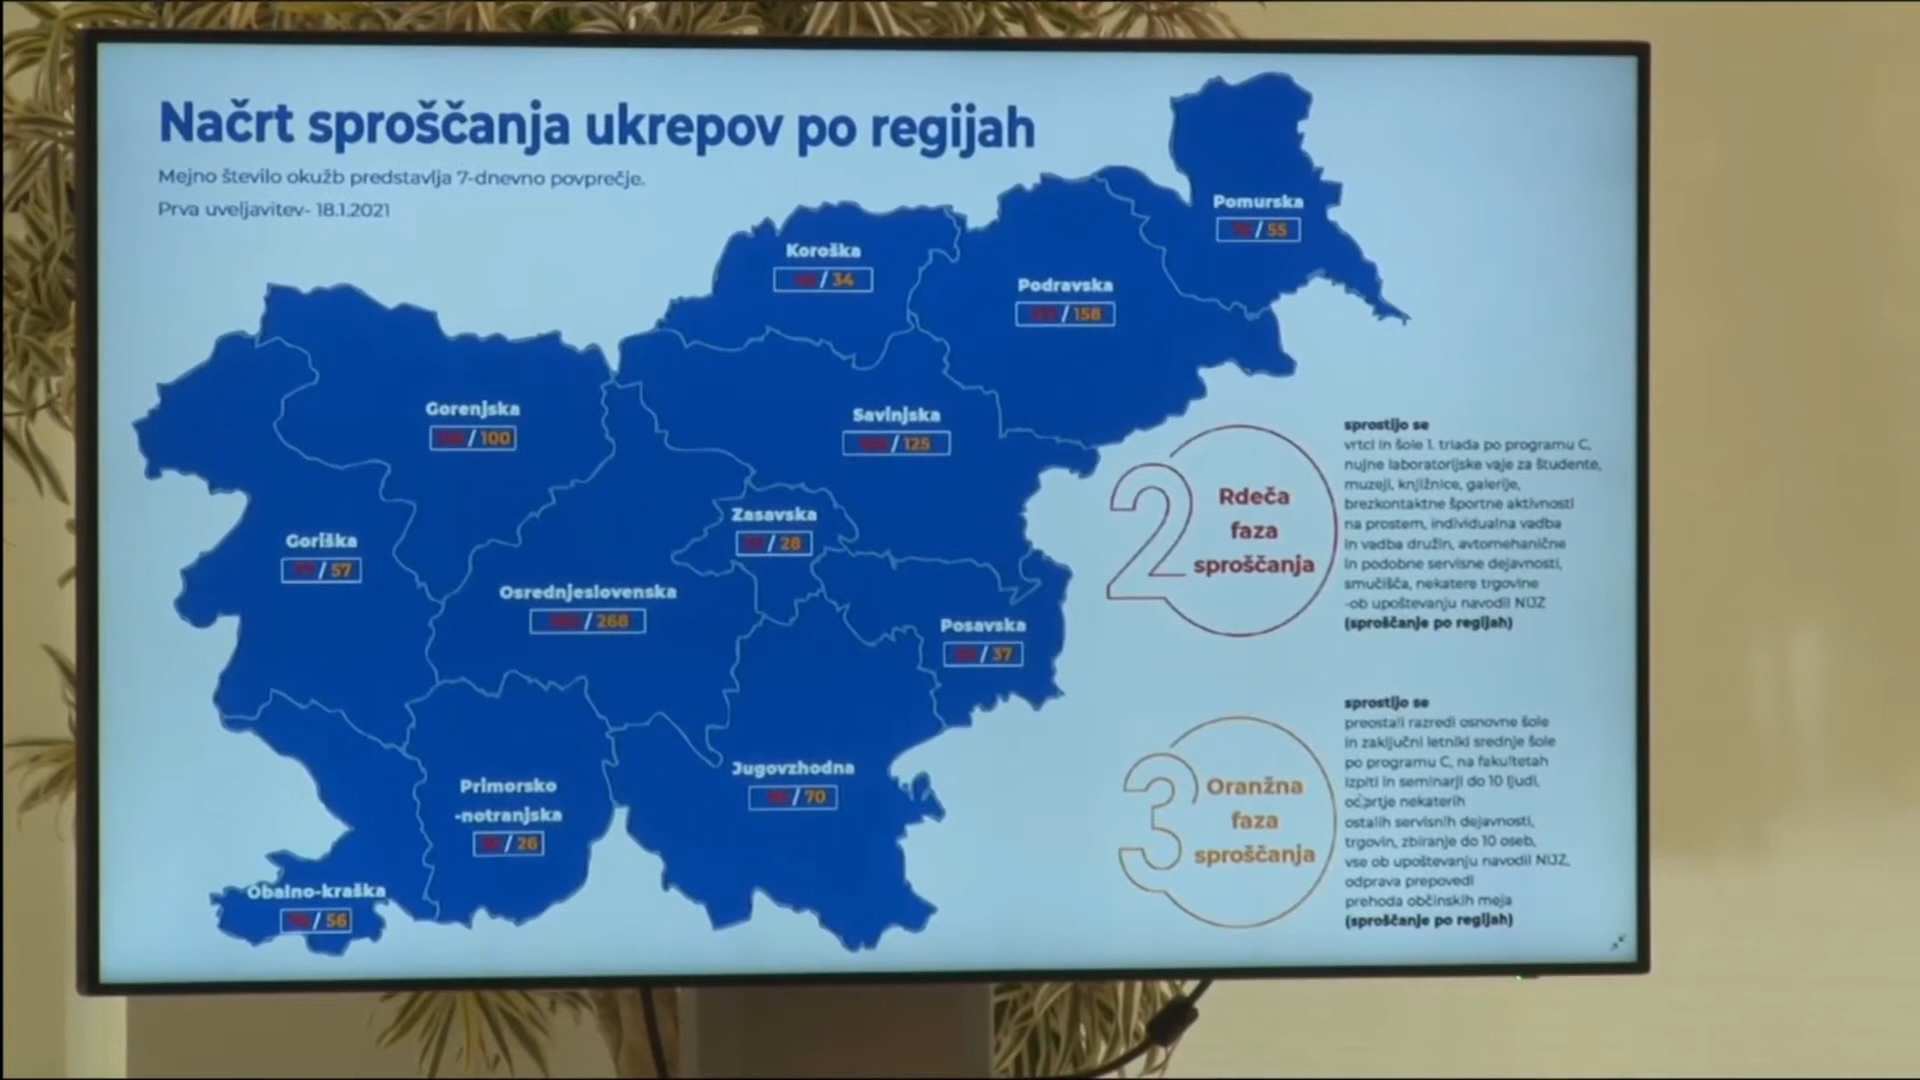 Načrt sproščanja ukrepov po regijah
Mejno število okužb predstavlja 7-dnevno povprečje.
Prva uveljavitev- 18.1.2021
Pomurska
/ 55
Koroška
/ 34
Podravska
/ 158
Gorenjska
/ 100
Savinjska
/ 125
Zasavska
/ 28
Goriška
/ 57
Osrednjeslovenska
/ 268
Posavska
/ 37
Jugovzhodna
/ 70
Primorsko
-notranjska
/ 26
Obalno-kraška
/ 56
2
Rdeča
faza
sproščanja
sprostijo se
vrtci in šole 1. triada po programu C,
nujne laboratorijske vaje za študente,
muzeji, knjižnice, galerije,
brezkontaktne športne aktivnosti
na prostem, individualna vadba
in vadba družin, avtomehanične
in podobne servisne dejavnosti,
smučišča, nekatere trgovine
-ob upoštevanju navodil NIJZ
(sproščanje po regijah)
3
Oranžna
faza
sproščanja
sprostijo se
preostali razredi osnovne šole
in zaključni letniki srednje šole
po programu C, na fakultetah
izpiti in seminarji do 10 ljudi,
odprtje nekaterih
ostalih servisnih dejavnosti,
trgovin, zbiranje do 10 oseb,
vse ob upoštevanju navodil NIJZ,
odprava prepovedi
prehoda občinskih meja
(sproščanje po regijah)